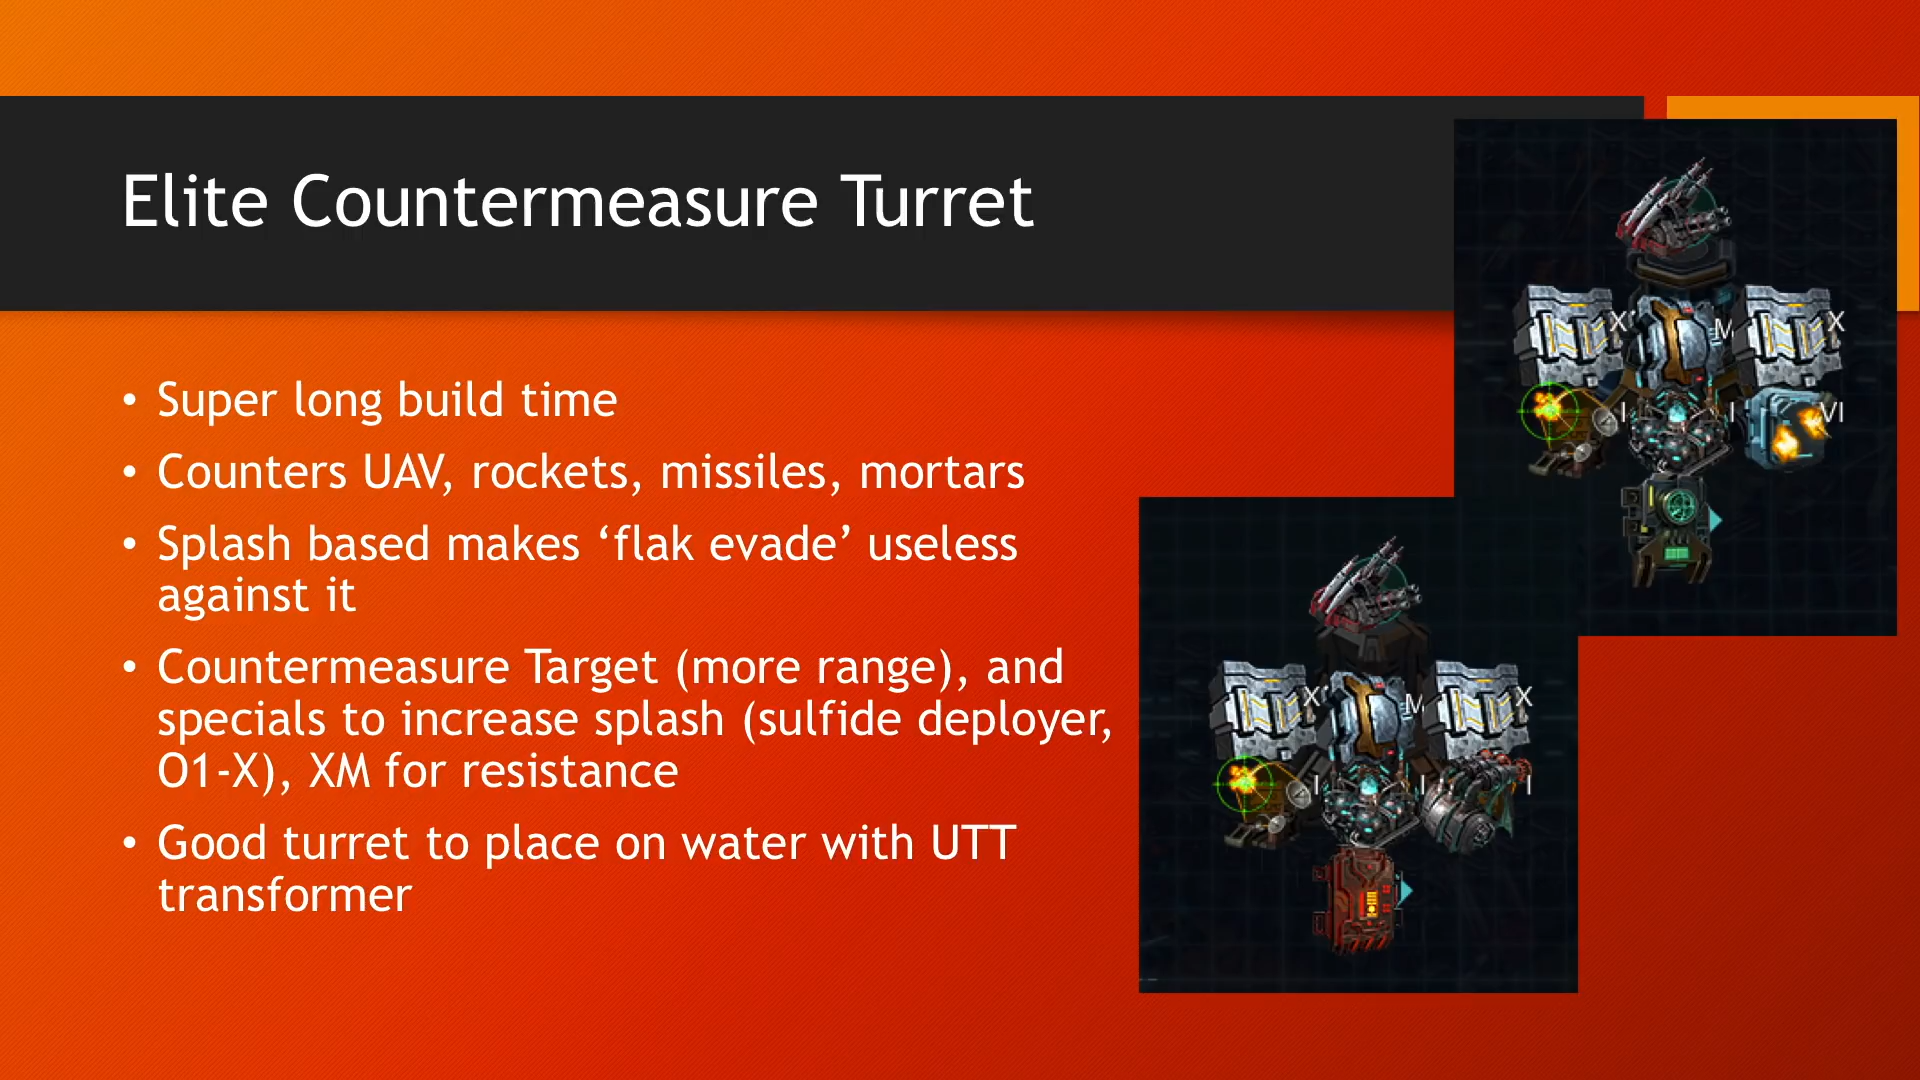 Elite Countermeasure Turret
• Super long build time
• Counters UAV, rockets, missiles, mortars
• Splash based makes ‘flak evade’ useless
against it
• Countermeasure Target (more range), and
specials to increase splash (sulfide deployer,
O1-X), XM for resistance
• Good turret to place on water with UTT
transformer
X M X
I I VI
X M X
I I I